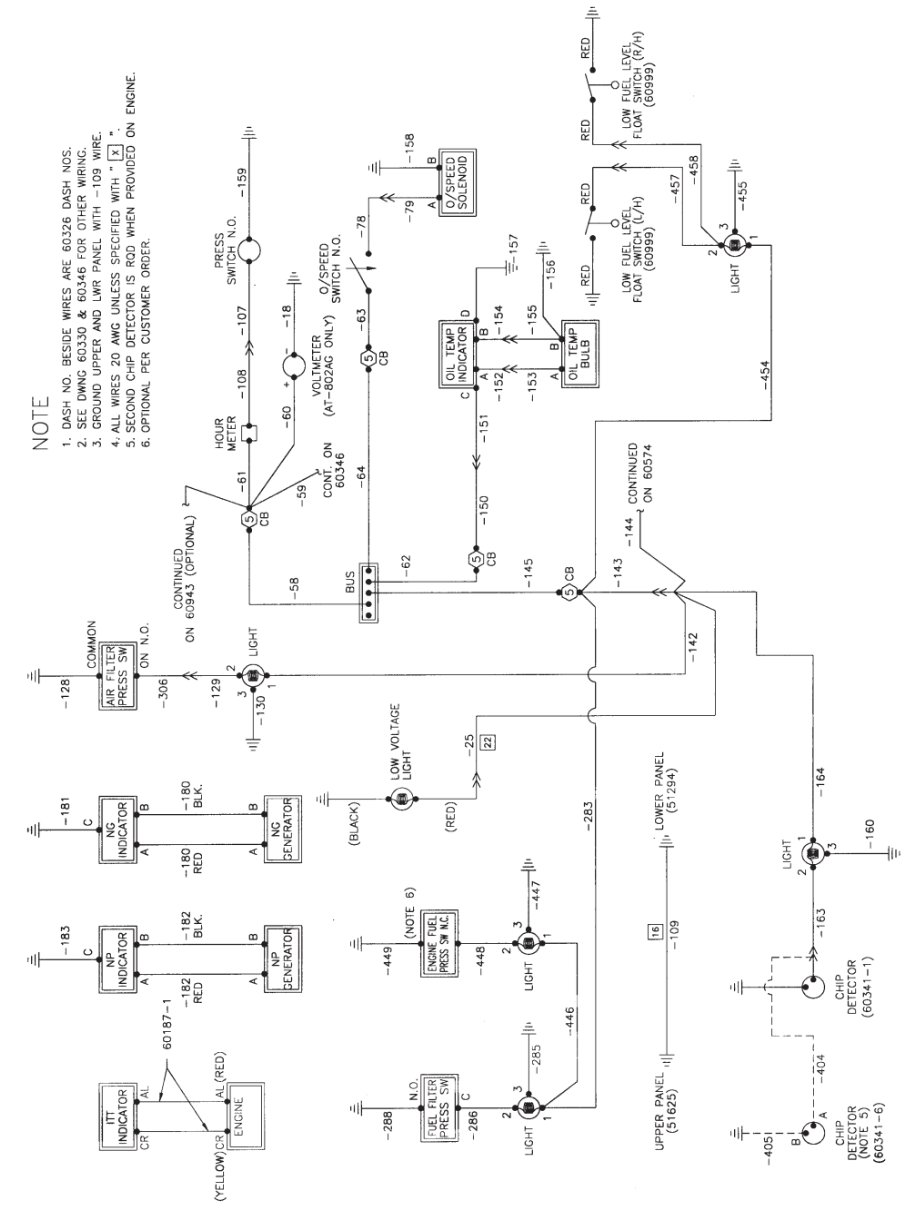 NOTE
1. DASH NO. BESIDE WIRES ARE 60326 DASH NOS.
2. SEE DWNG 60330 & 60346 FOR OTHER WIRING.
3. GROUND UPPER AND LWR PANEL WITH -109 WIRE.
4. ALL WIRES 20 AWG UNLESS SPECIFIED WITH " X ".
5. SECOND CHIP DETECTOR IS RQD WHEN PROVIDED ON ENGINE.
6. OPTIONAL PER CUSTOMER ORDER.
ITT
INDICATOR
CR
AL
60187-1
(YELLOW) CR
AL (RED)
ENGINE
-183
C
NP
INDICATOR
A
B
-182
RED
-182
BLK.
A
B
NP
GENERATOR
-181
C
NG
INDICATOR
A
B
-180
RED
-180
BLK.
A
B
NG
GENERATOR
-128
COMMON
AIR FILTER
PRESS SW
ON N.O.
-306
-129
2
LIGHT
3
1
-130
CONTINUED
ON 60943 (OPTIONAL)
5
CB
-58
-61
HOUR
METER
-108
-107
PRESS
SWITCH N.O.
-159
-60
+
-
-18
VOLTMETER
(AT-802AG ONLY)
-59
CONT. ON
60346
BUS
-64
5
CB
-63
O/SPEED
SWITCH N.O.
-78
-79
A
B
-158
O/SPEED
SOLENOID
-62
5
CB
-150
-151
C
D
OIL TEMP
INDICATOR
A
B
-157
-152
-154
-153
-155
-156
A
B
OIL TEMP
BULB
-145
5
CB
-143
-144
CONTINUED
ON 60574
-142
-454
RED
RED
LOW FUEL LEVEL
FLOAT SWITCH (L/H)
(60999)
RED
RED
LOW FUEL LEVEL
FLOAT SWITCH (R/H)
(60999)
-457
-458
2
3
1
LIGHT
-455
(BLACK)
LOW VOLTAGE
LIGHT
(RED)
-25
22
-288
N.O.
FUEL FILTER
PRESS SW
C
-286
2
3
1
LIGHT
-285
-449
(NOTE 6)
ENGINE FUEL
PRESS SW N.C.
-448
2
3
1
LIGHT
-447
-446
-283
UPPER PANEL
(51625)
16
-109
LOWER PANEL
(51294)
-405
B
A
CHIP
DETECTOR
(NOTE 5)
(60341-6)
-404
CHIP
DETECTOR
(60341-1)
-163
LIGHT
2
1
3
-164
-160